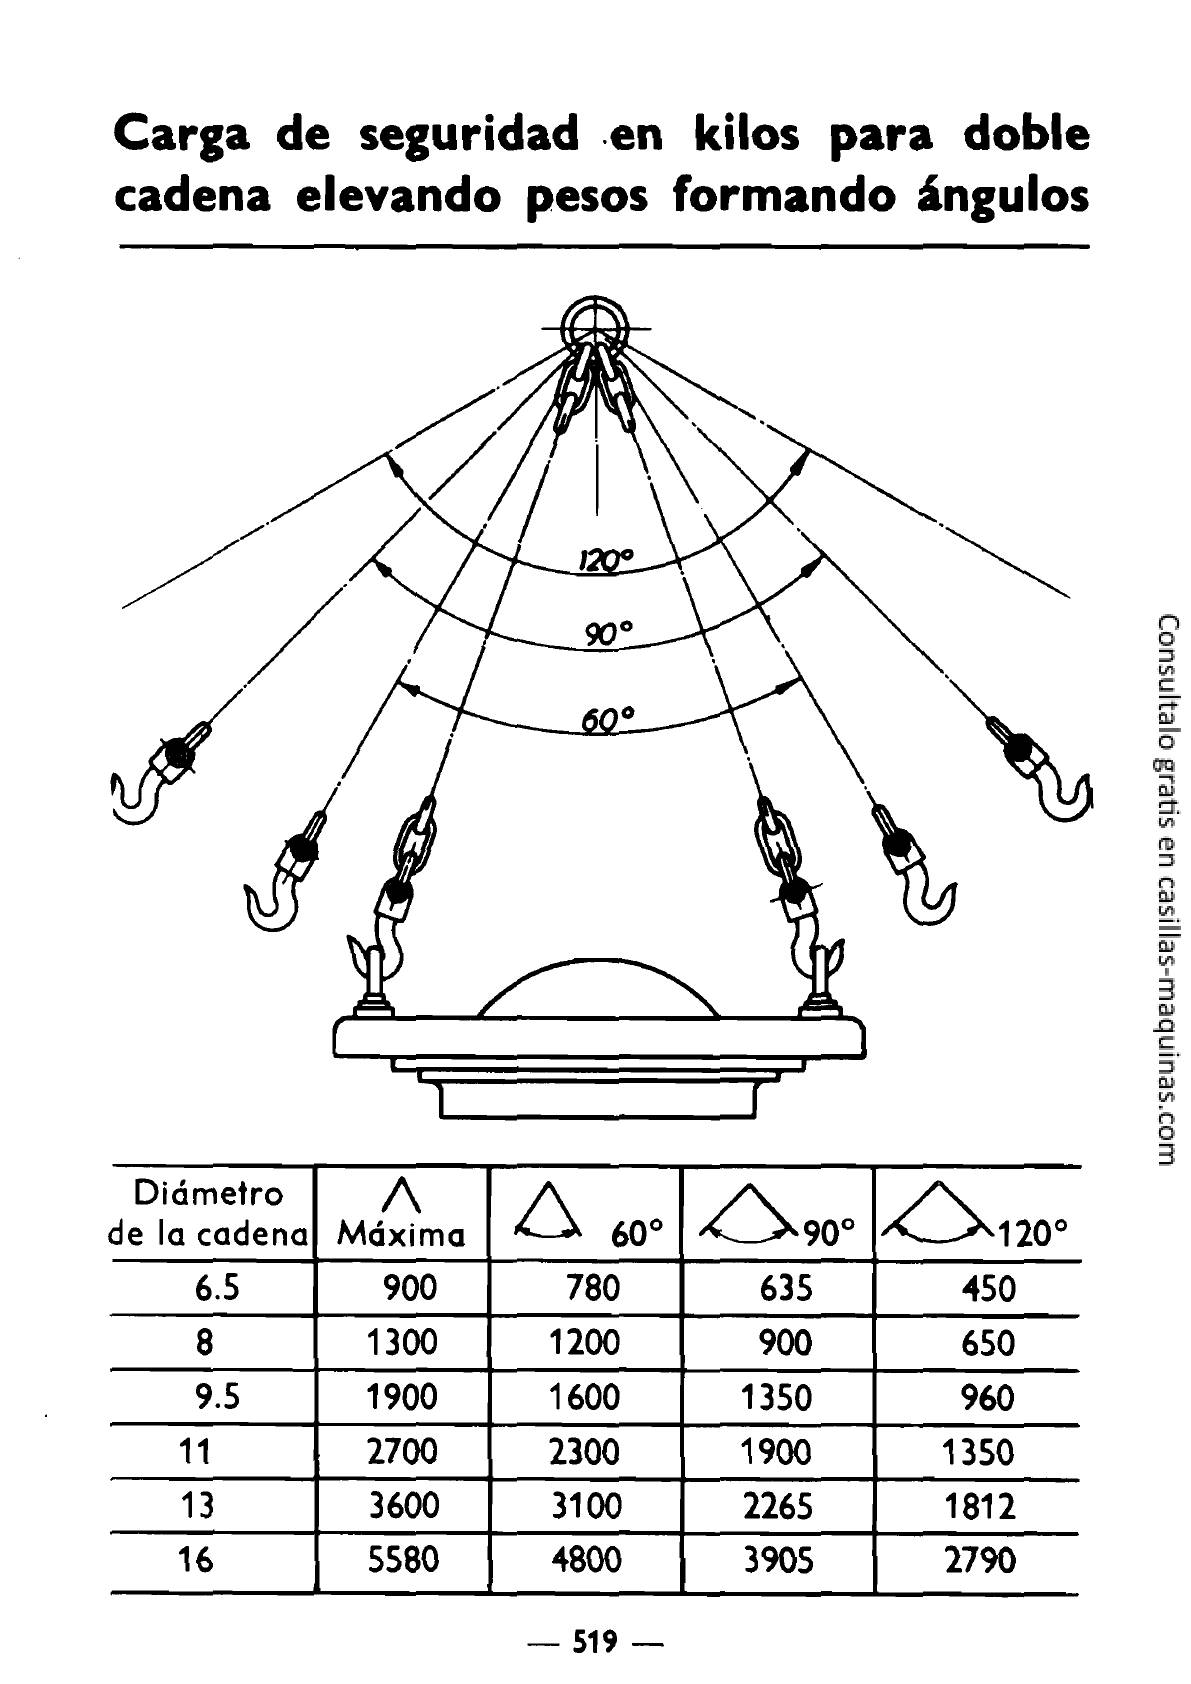 Carga de seguridad en kilos para doble
cadena elevando pesos formando ángulos
120°
90°
60°
Diámetro
de la cadena
Máxima
60°
90°
120°
6.5 900 780 635 450
8 1300 1200 900 650
9.5 1900 1600 1350 960
11 2700 2300 1900 1350
13 3600 3100 2265 1812
16 5580 4800 3905 2790
— 519 —
Consultalo gratis en casillas-maquinas.com